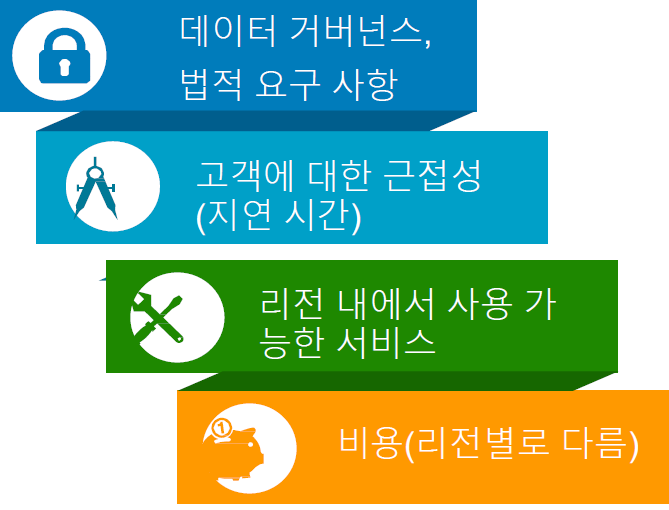 데이터 거버넌스,
법적 요구 사항
고객에 대한 근접성
(지연 시간)
리전 내에서 사용 가
능한 서비스
1
비용(리전별로 다름)